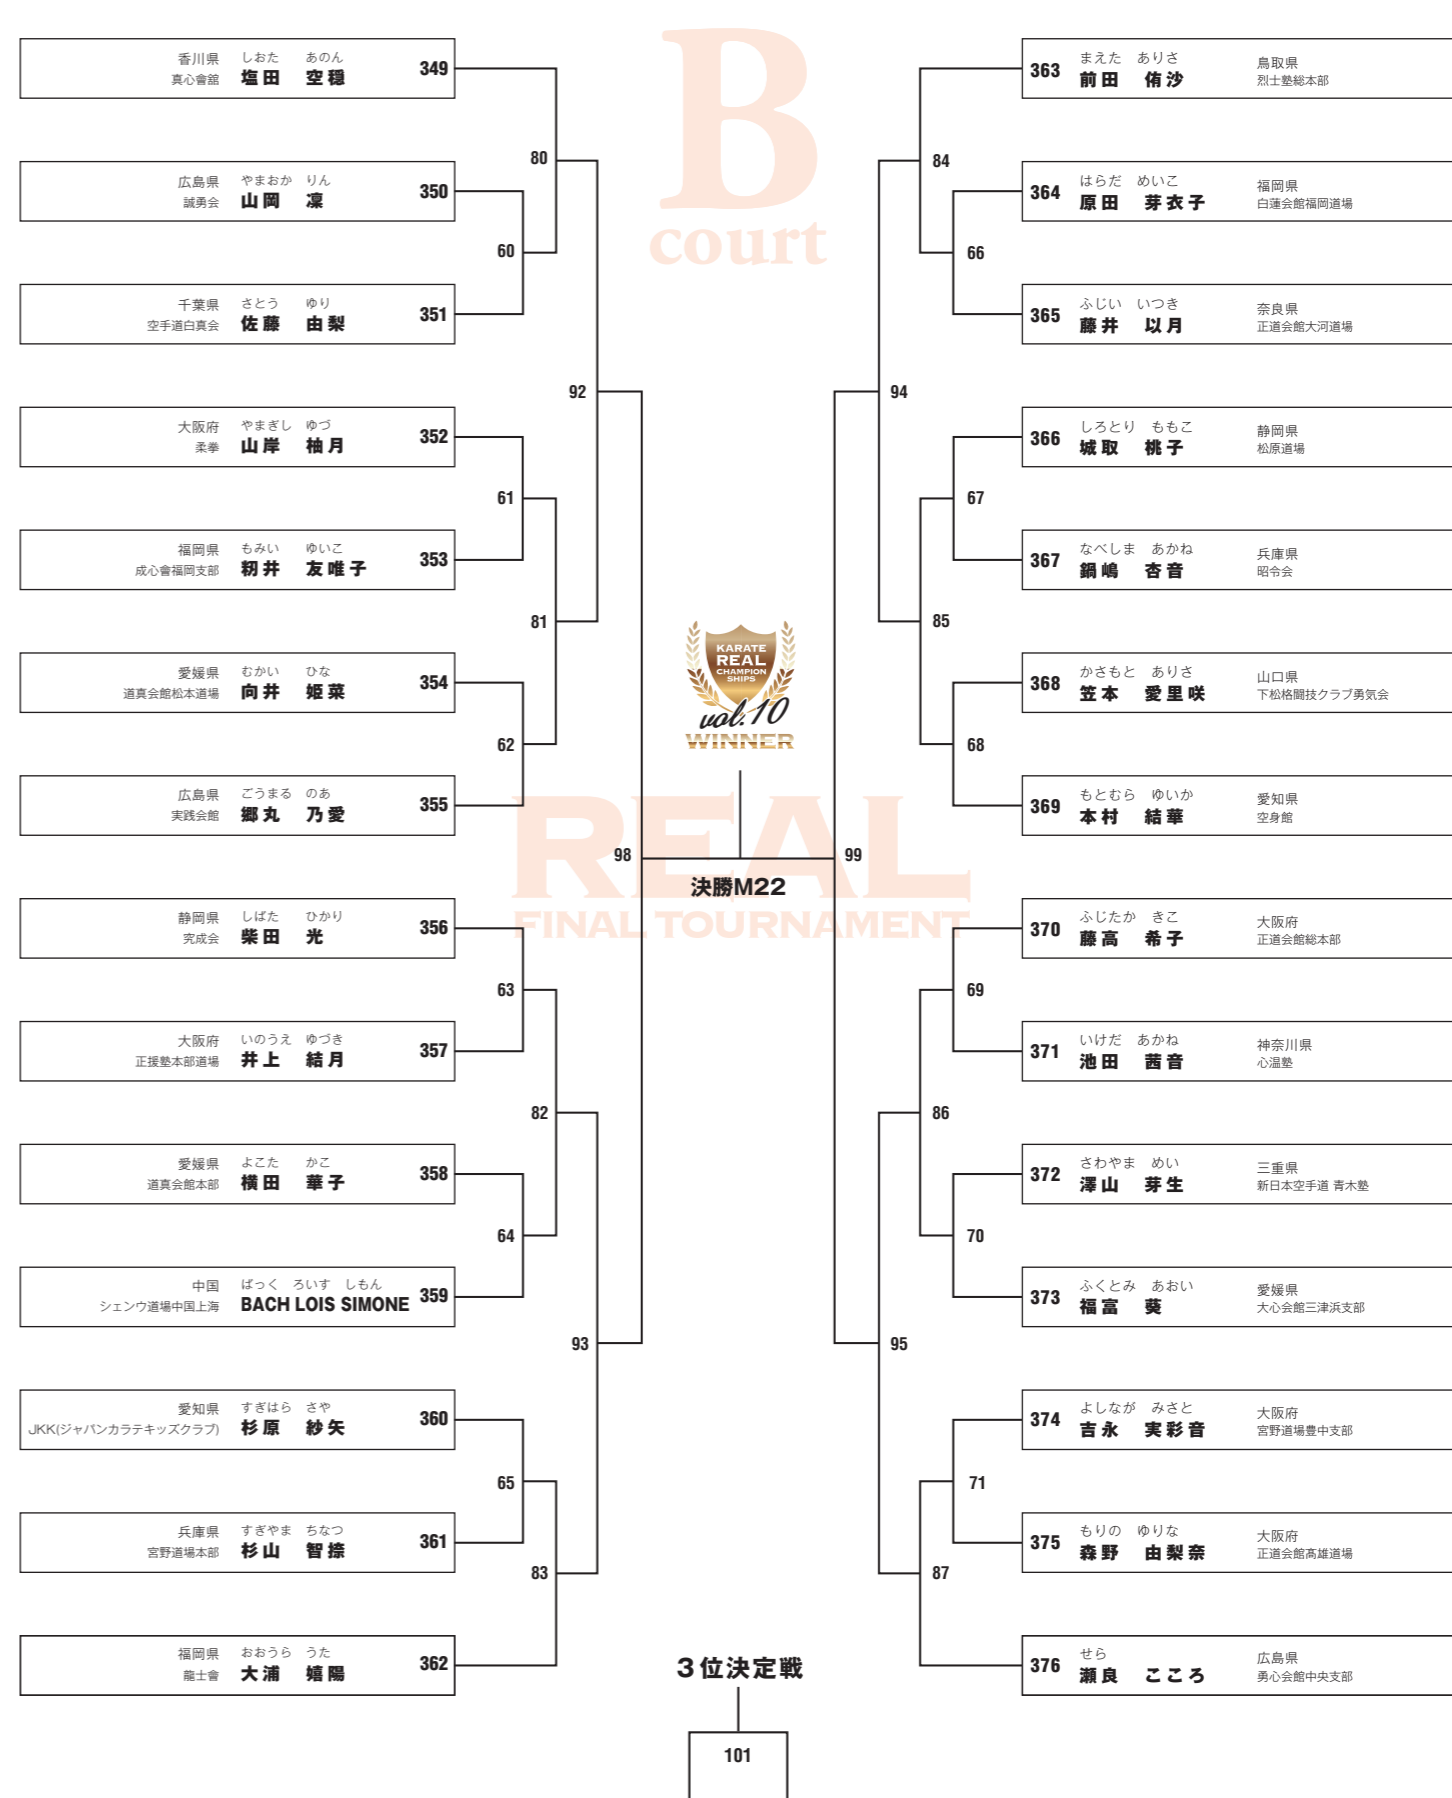 B
court
香川県 しおた あのん
真心會舘 塩田 空穏 349
広島県 やまおか りん
誠勇会 山岡 凜 350
千葉県 さとう ゆり
空手道白真会 佐藤 由梨 351
大阪府 やまぎし ゆづ
柔拳 山岸 柚月 352
福岡県 もみい ゆいこ
成心會福岡支部 籾井 友唯子 353
愛媛県 むかい ひな
道真会館松本道場 向井 姫菜 354
広島県 ごうまる のあ
実践会館 郷丸 乃愛 355
静岡県 しばた ひかり
究成会 柴田 光 356
大阪府 いのうえ ゆづき
正援塾本部道場 井上 結月 357
愛媛県 よこた かこ
道真会館本部 横田 華子 358
中国 ばっく ろいす しもん
シェンウ道場中国上海 BACH LOIS SIMONE 359
愛知県 すぎはら さや
JKK(ジャパンカラテキッズクラブ) 杉原 紗矢 360
兵庫県 すぎやま ちなつ
宮野道場本部 杉山 智捺 361
福岡県 おおうら うた
龍士會 大浦 嬉陽 362
80
60
92
61
81
62
98
63
82
64
93
65
83
KARATE
REAL
CHAMPION
SHIPS
vol.10
WINNER
REAL
FINAL TOURNAMENT
決勝M22
3位決定戦
101
84
66
94
67
85
68
99
69
86
70
95
71
87
363 まえた ありさ 鳥取県
前田 侑沙 烈士塾総本部
364 はらだ めいこ 福岡県
原田 芽衣子 白蓮会館福岡道場
365 ふじい いつき 奈良県
藤井 以月 正道会館大河道場
366 しろとり ももこ 静岡県
城取 桃子 松原道場
367 なべしま あかね 兵庫県
鍋嶋 杏音 昭令会
368 かさもと ありさ 山口県
笠本 愛里咲 下松格闘技クラブ勇気会
369 もとむら ゆいか 愛知県
本村 結華 空身館
370 ふじたか きこ 大阪府
藤高 希子 正道会館総本部
371 いけだ あかね 神奈川県
池田 茜音 心温塾
372 さわやま めい 三重県
澤山 芽生 新日本空手道 青木塾
373 ふくとみ あおい 愛媛県
福富 葵 大心会館三津浜支部
374 よしなが みさと 大阪府
吉永 実彩音 宮野道場豊中支部
375 もりの ゆりな 大阪府
森野 由梨奈 正道会館髙雄道場
376 せら 広島県
瀬良 こころ 勇心会館中央支部